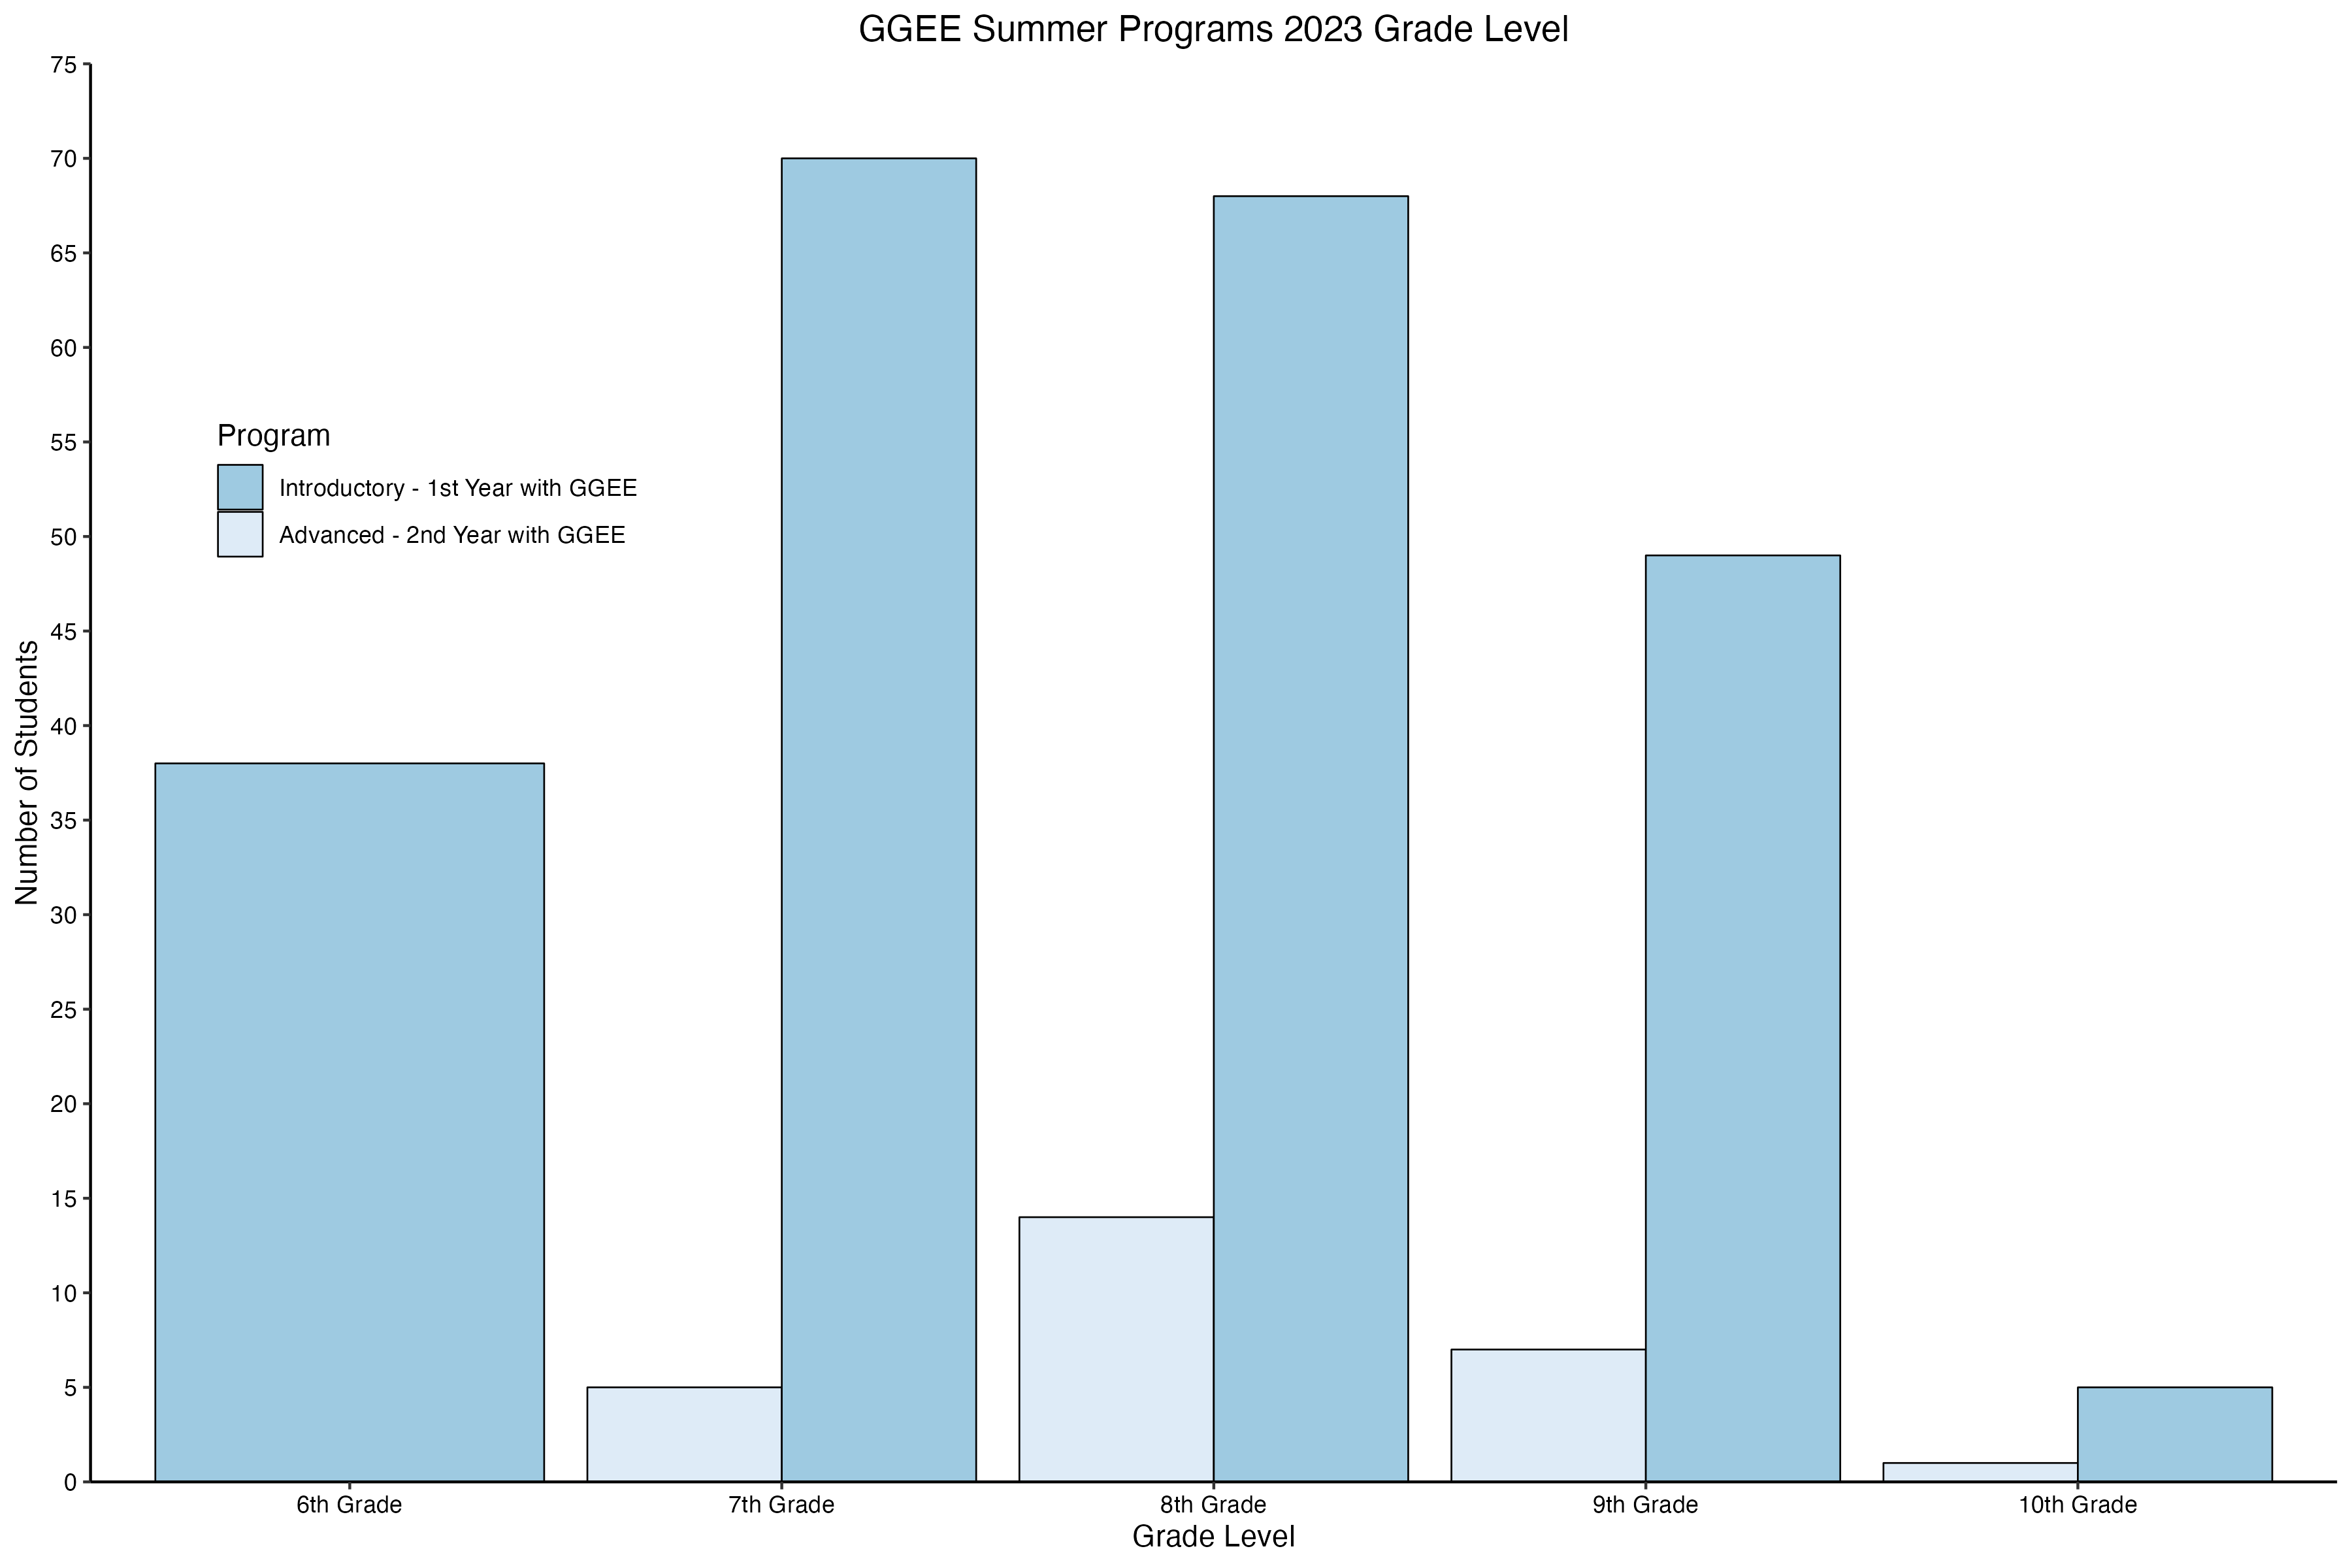 GGEE Summer Programs 2023 Grade Level
75
70
65
60
55
50
45
40
35
30
25
20
15
10
5
0
Number of Students
Program
Introductory - 1st Year with GGEE
Advanced - 2nd Year with GGEE
6th Grade
7th Grade
8th Grade
9th Grade
10th Grade
Grade Level